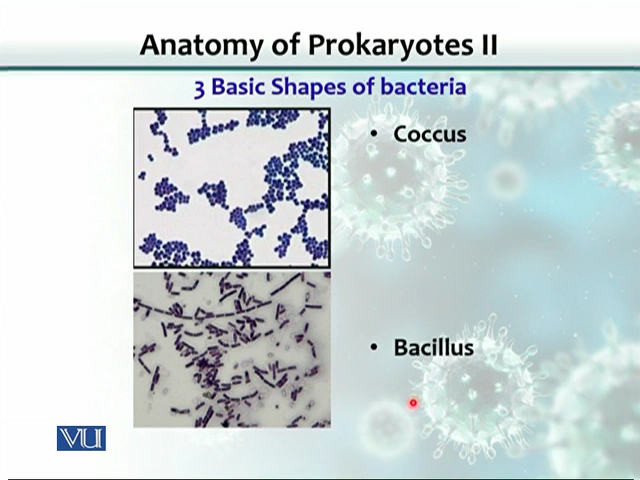 Anatomy of Prokaryotes II
3 Basic Shapes of bacteria
• Coccus
• Bacillus
VU